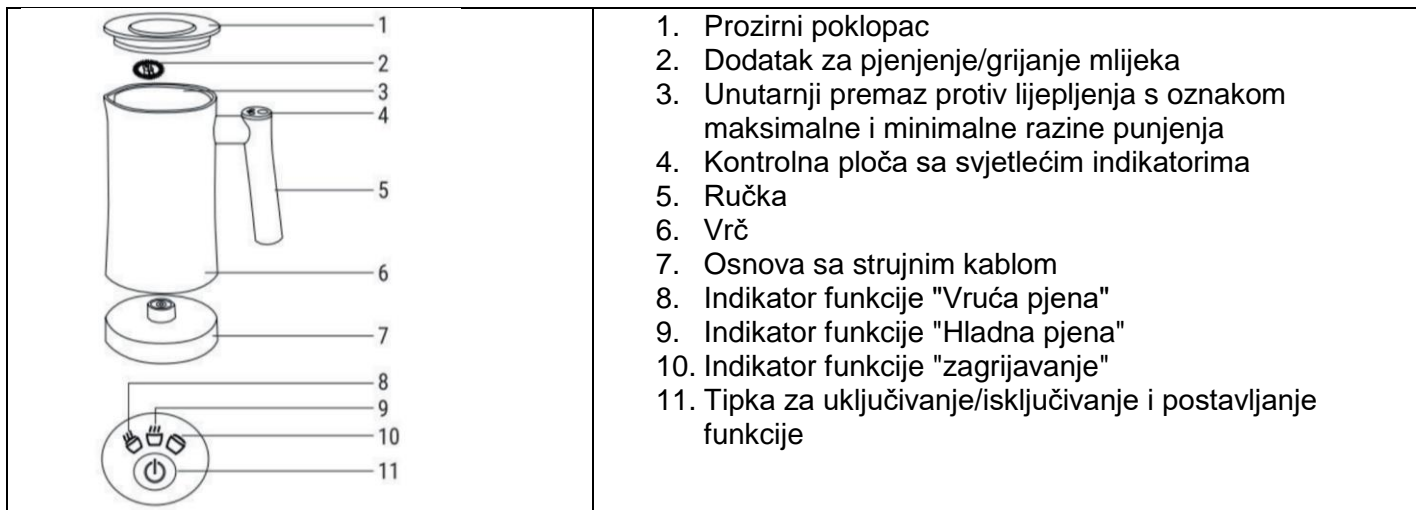 1
2
3
4
5
6
7
8
9
10
11
1. Prozirni poklopac
2. Dodatak za pjenjenje/grijanje mlijeka
3. Unutarnji premaz protiv lijepljenja s oznakom
maksimalne i minimalne razine punjenja
4. Kontrolna ploča sa svjetlećim indikatorima
5. Ručka
6. Vrč
7. Osnova sa strujnim kablom
8. Indikator funkcije "Vruća pjena"
9. Indikator funkcije "Hladna pjena"
10. Indikator funkcije "zagrijavanje"
11. Tipka za uključivanje/isključivanje i postavljanje
funkcije